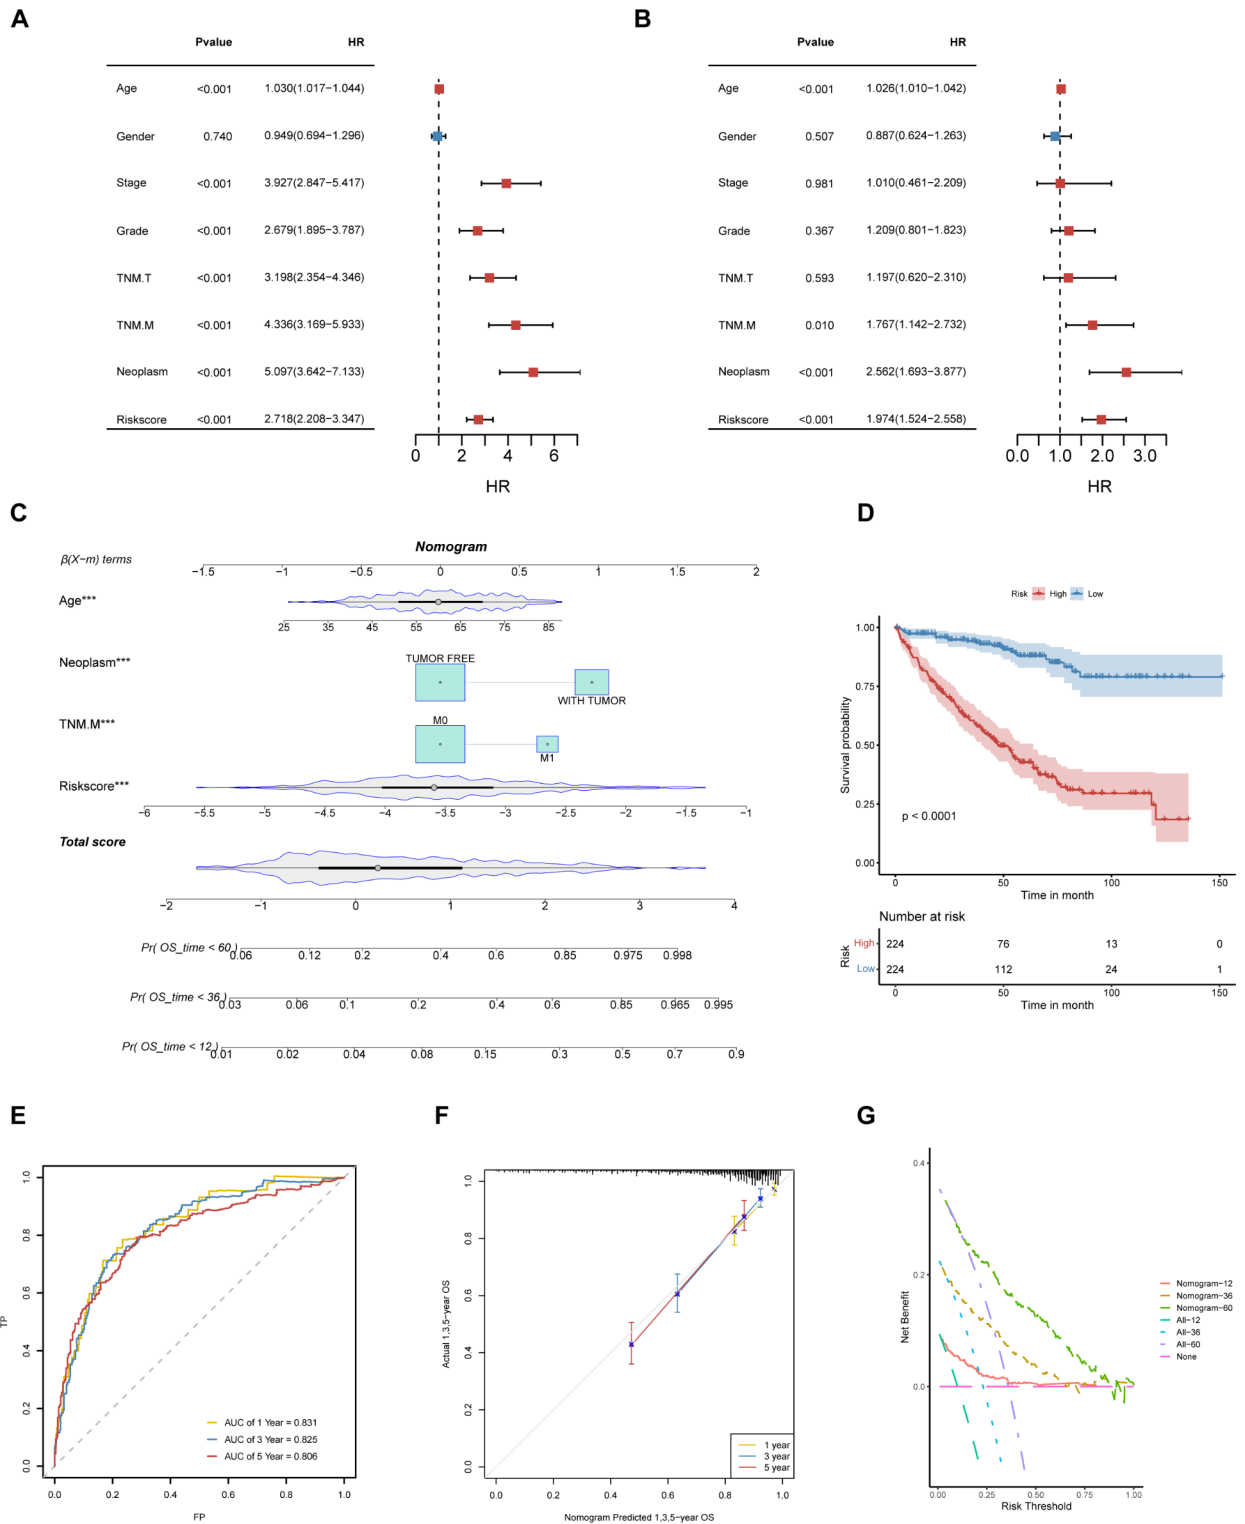 A
Pvalue HR
Age <0.001 1.030(1.017−1.044)
Gender 0.740 0.949(0.694−1.296)
Stage <0.001 3.927(2.847−5.417)
Grade <0.001 2.679(1.895−3.787)
TNM.T <0.001 3.198(2.354−4.346)
TNM.M <0.001 4.336(3.169−5.933)
Neoplasm <0.001 5.097(3.642−7.133)
Riskscore <0.001 2.718(2.208−3.347)
0 2 4 6
HR
B
Pvalue HR
Age <0.001 1.026(1.010−1.042)
Gender 0.507 0.887(0.624−1.263)
Stage 0.981 1.010(0.461−2.209)
Grade 0.367 1.209(0.801−1.823)
TNM.T 0.593 1.197(0.620−2.310)
TNM.M 0.010 1.767(1.142−2.732)
Neoplasm <0.001 2.562(1.693−3.877)
Riskscore <0.001 1.974(1.524−2.558)
0.0 1.0 2.0 3.0
HR
C
Nomogram
β(X−m) terms
−1.5 −1 −0.5 0 0.5 1 1.5 2
Age***
25 35 45 55 65 75 85
Neoplasm***
TUMOR FREE
WITH TUMOR
TNM.M***
M0
M1
Riskscore***
−6 −5.5 −5 −4.5 −4 −3.5 −3 −2.5 −2 −1.5 −1
Total score
−2 −1 0 1 2 3 4
Pr( OS_time < 60 )
0.06 0.12 0.2 0.4 0.6 0.85 0.975 0.998
Pr( OS_time < 36 )
0.03 0.06 0.1 0.2 0.4 0.6 0.85 0.965 0.995
Pr( OS_time < 12 )
0.01 0.02 0.04 0.08 0.15 0.3 0.5 0.7 0.9
D
Risk High Low
Survival probability
1.00
0.75
0.50
0.25
0.00
p < 0.0001
0 50 100 150
Time in month
Number at risk
Risk
High 224 76 13 0
Low 224 112 24 1
0 50 100 150
Time in month
E
TP
1.0
0.8
0.6
0.4
0.2
0.0
AUC of 1 Year = 0.831
AUC of 3 Year = 0.825
AUC of 5 Year = 0.806
0.0 0.2 0.4 0.6 0.8 1.0
FP
F
Actual 1,3,5−year OS
1.0
0.8
0.6
0.4
0.2
0.0
1 year
3 year
5 year
0.0 0.2 0.4 0.6 0.8 1.0
Nomogram Predicted 1,3,5−year OS
G
Net Benefit
0.4
0.2
0.0
Nomogram−12
Nomogram−36
Nomogram−60
All−12
All−36
All−60
None
0.00 0.25 0.50 0.75 1.00
Risk Threshold